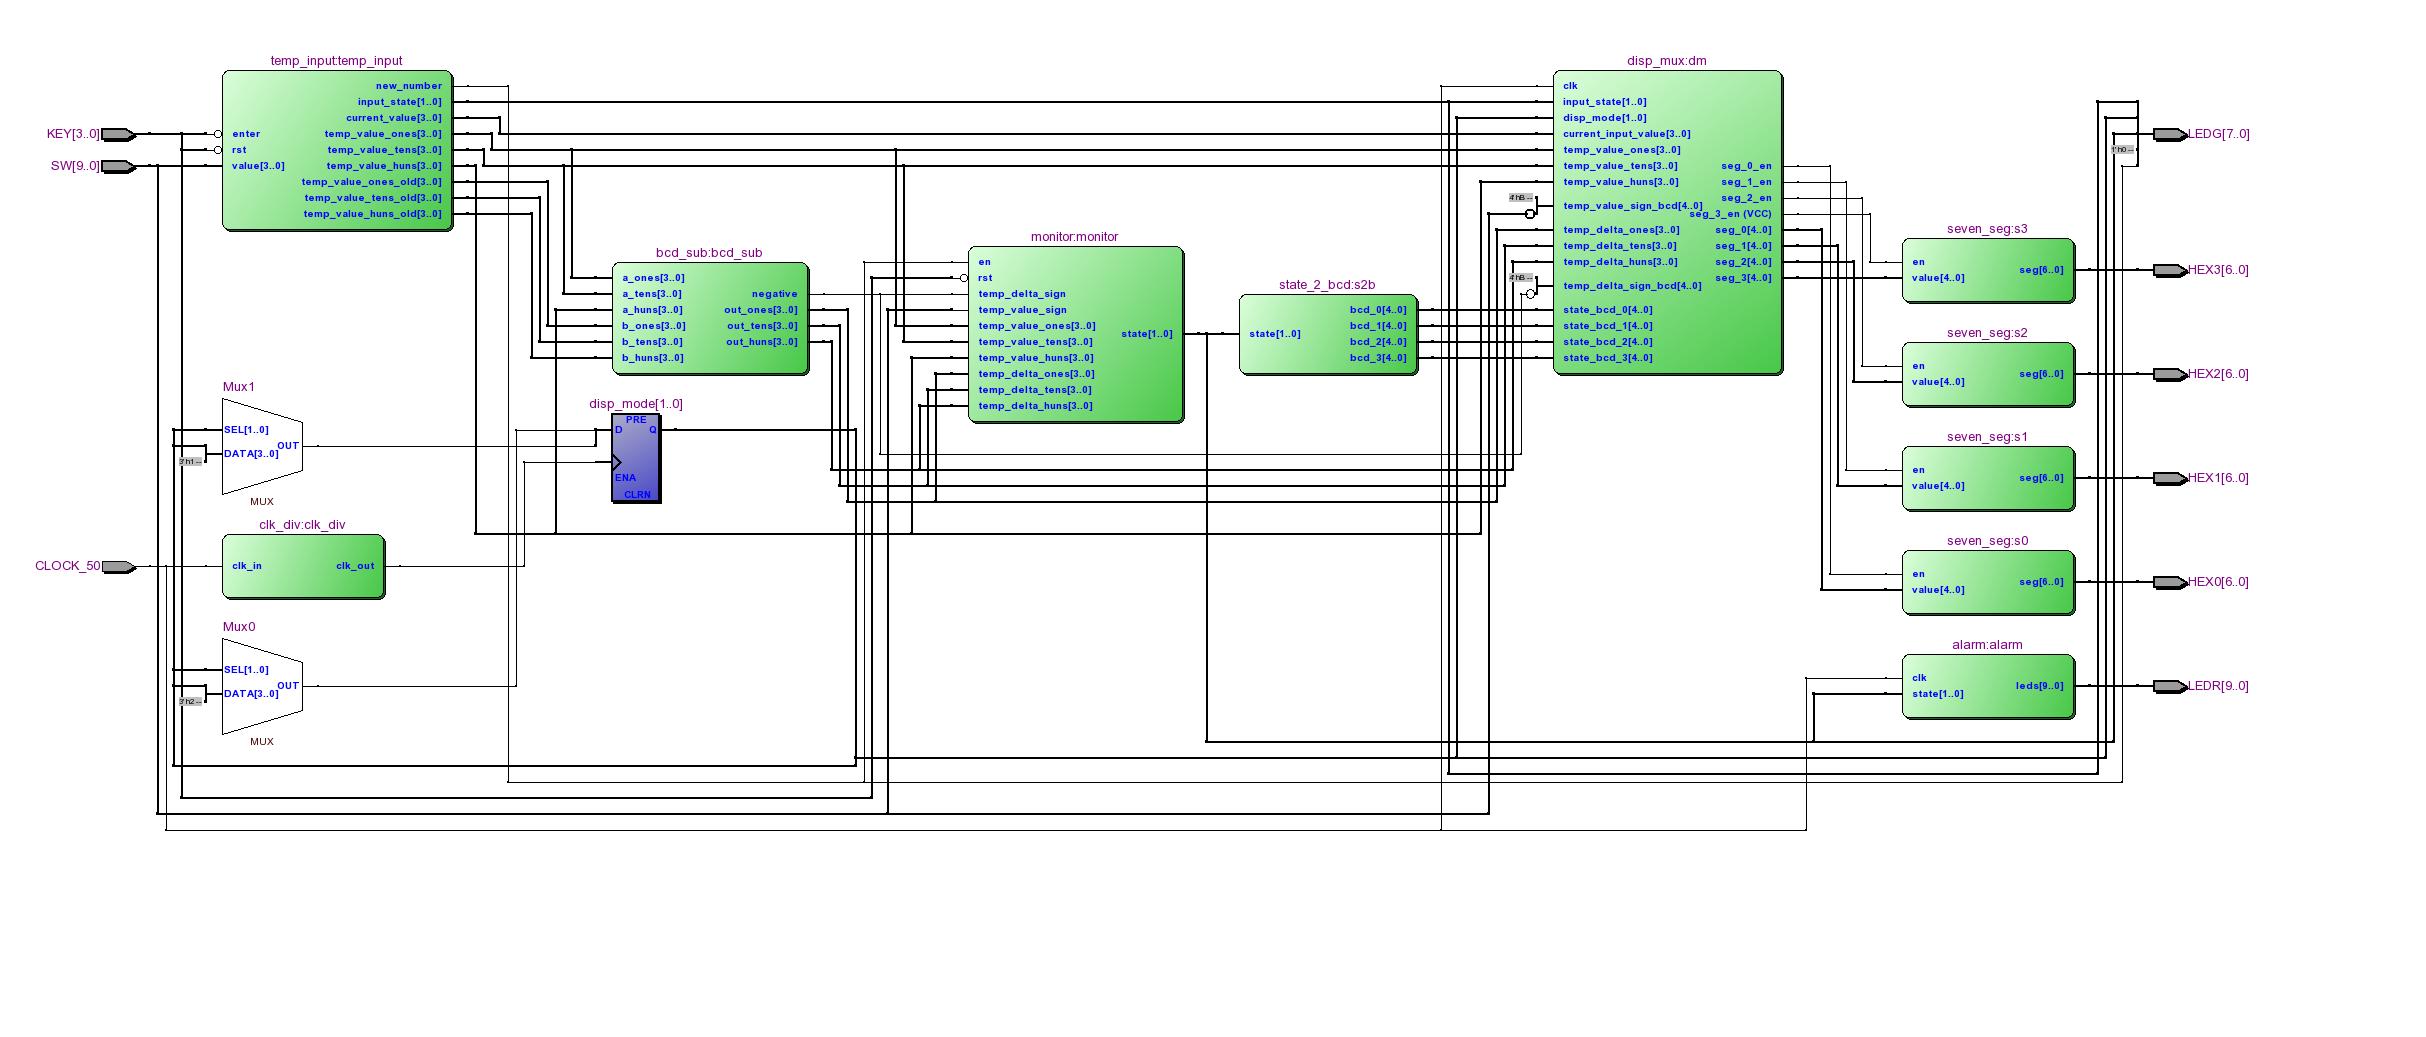 KEY[3..0]
SW[9..0]
temp_input:temp_input
new_number
input_state[1..0]
current_value[3..0]
enter
temp_value_ones[3..0]
rst
temp_value_tens[3..0]
value[3..0]
temp_value_huns[3..0]
temp_value_ones_old[3..0]
temp_value_tens_old[3..0]
temp_value_huns_old[3..0]
Mux1
SEL[1..0]
OUT
DATA[3..0]
3'h1--
MUX
CLOCK_50
clk_div:clk_div
clk_in
clk_out
Mux0
SEL[1..0]
OUT
DATA[3..0]
3'h2--
MUX
bcd_sub:bcd_sub
a_ones[3..0]
a_tens[3..0]
negative
a_huns[3..0]
out_ones[3..0]
b_ones[3..0]
out_tens[3..0]
b_tens[3..0]
out_huns[3..0]
b_huns[3..0]
disp_mode[1..0]
PRE
D
Q
ENA
CLRN
monitor:monitor
en
rst
temp_delta_sign
temp_value_sign
temp_value_ones[3..0]
state[1..0]
temp_value_tens[3..0]
temp_value_huns[3..0]
temp_delta_ones[3..0]
temp_delta_tens[3..0]
temp_delta_huns[3..0]
state_2_bcd:s2b
state[1..0]
bcd_0[4..0]
bcd_1[4..0]
bcd_2[4..0]
bcd_3[4..0]
disp_mux:dm
clk
input_state[1..0]
disp_mode[1..0]
current_input_value[3..0]
temp_value_ones[3..0]
temp_value_tens[3..0]
seg_0_en
temp_value_huns[3..0]
seg_1_en
4'hB--
seg_2_en
temp_value_sign_bcd[4..0]
seg_3_en (VCC)
temp_delta_ones[3..0]
seg_0[4..0]
temp_delta_tens[3..0]
seg_1[4..0]
temp_delta_huns[3..0]
seg_2[4..0]
4'hB--
seg_3[4..0]
temp_delta_sign_bcd[4..0]
state_bcd_0[4..0]
state_bcd_1[4..0]
state_bcd_2[4..0]
state_bcd_3[4..0]
seven_seg:s3
en
value[4..0]
seg[6..0]
seven_seg:s2
en
value[4..0]
seg[6..0]
seven_seg:s1
en
value[4..0]
seg[6..0]
seven_seg:s0
en
value[4..0]
seg[6..0]
alarm:alarm
clk
state[1..0]
leds[9..0]
LEDG[7..0]
1'h0--
HEX3[6..0]
HEX2[6..0]
HEX1[6..0]
HEX0[6..0]
LEDR[9..0]